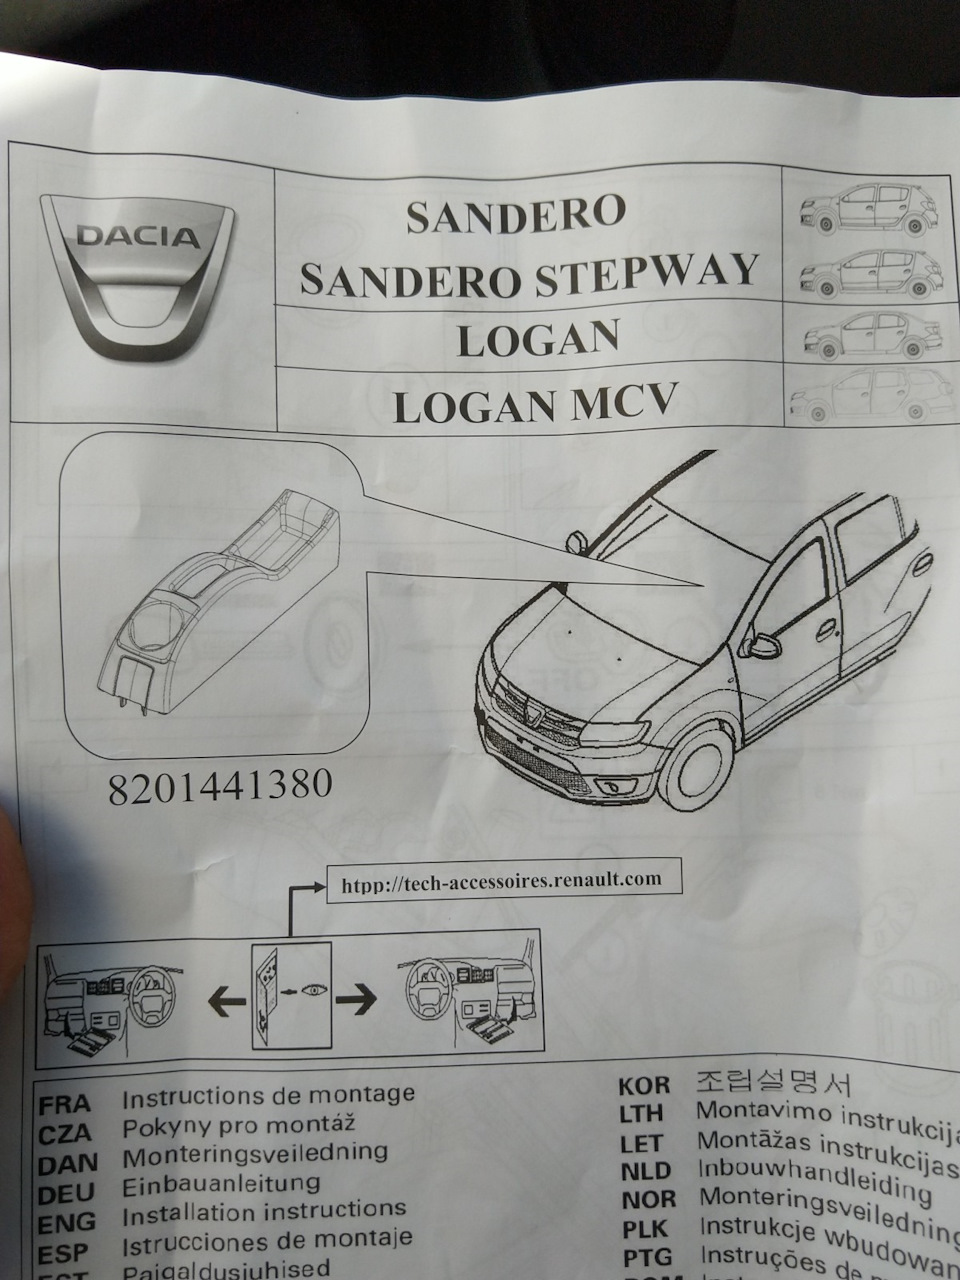 DACIA
SANDERO
SANDERO STEPWAY
LOGAN
LOGAN MCV
8201441380
htpp://tech-accessoires.renault.com
FRA Instructions de montage
CZA Pokyny pro montáž
DAN Monteringsveiledning
DEU Einbauanleitung
ENG Installation instructions
ESP Istrucciones de montaje
Paigaldusjuhised
KOR 조립설명서
LTH Montavimo
LET Montāžas instrukcijas
NLD Inbouwhandleiding
NOR Monteringsveiledning
PLK Instrukcje
PTG Instruções de